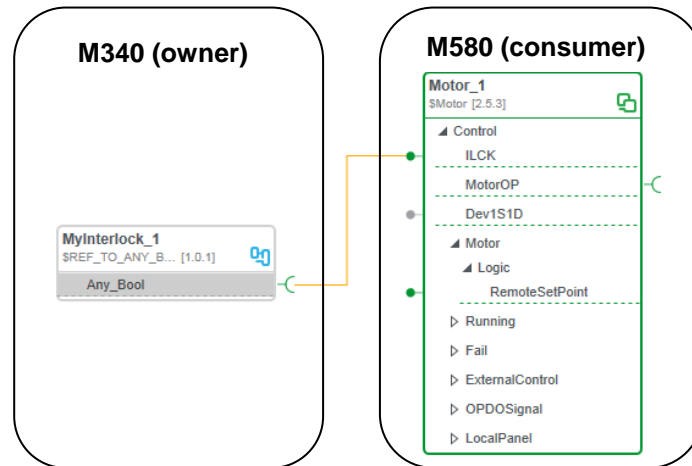 M340 (owner)
MyInterlock_1
$REF_TO_ANY_B... [1.0.1]
Any_Bool
M580 (consumer)
Motor_1
$Motor [2.5.3]
Control
ILCK
MotorOP
Dev1S1D
Motor
Logic
RemoteSetPoint
Running
Fail
ExternalControl
OPDOSignal
LocalPanel